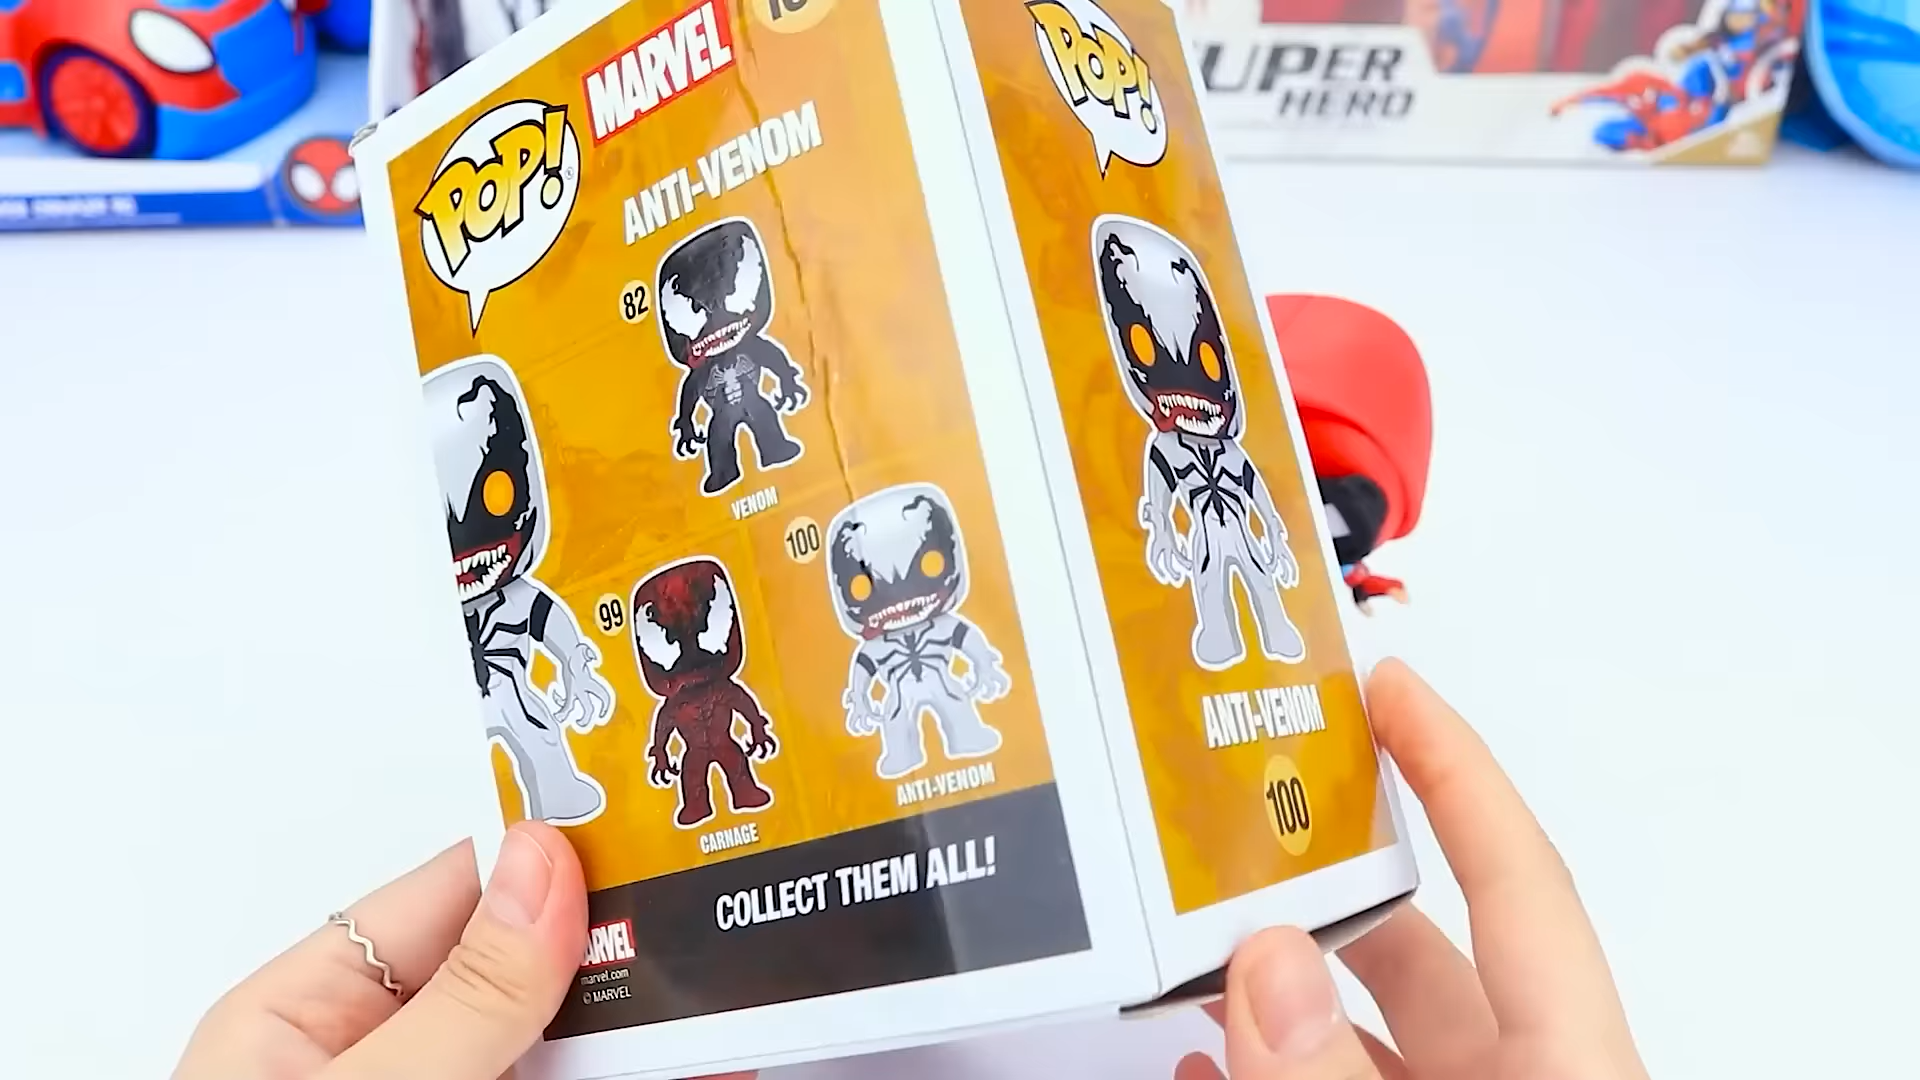 SUPER
HERO
POP!
MARVEL
ANTI-VENOM
82
VENOM
100
ANTI-VENOM
99
CARNAGE
COLLECT THEM ALL!
MARVEL
marvel.com
© MARVEL
POP!
ANTI-VENOM
100